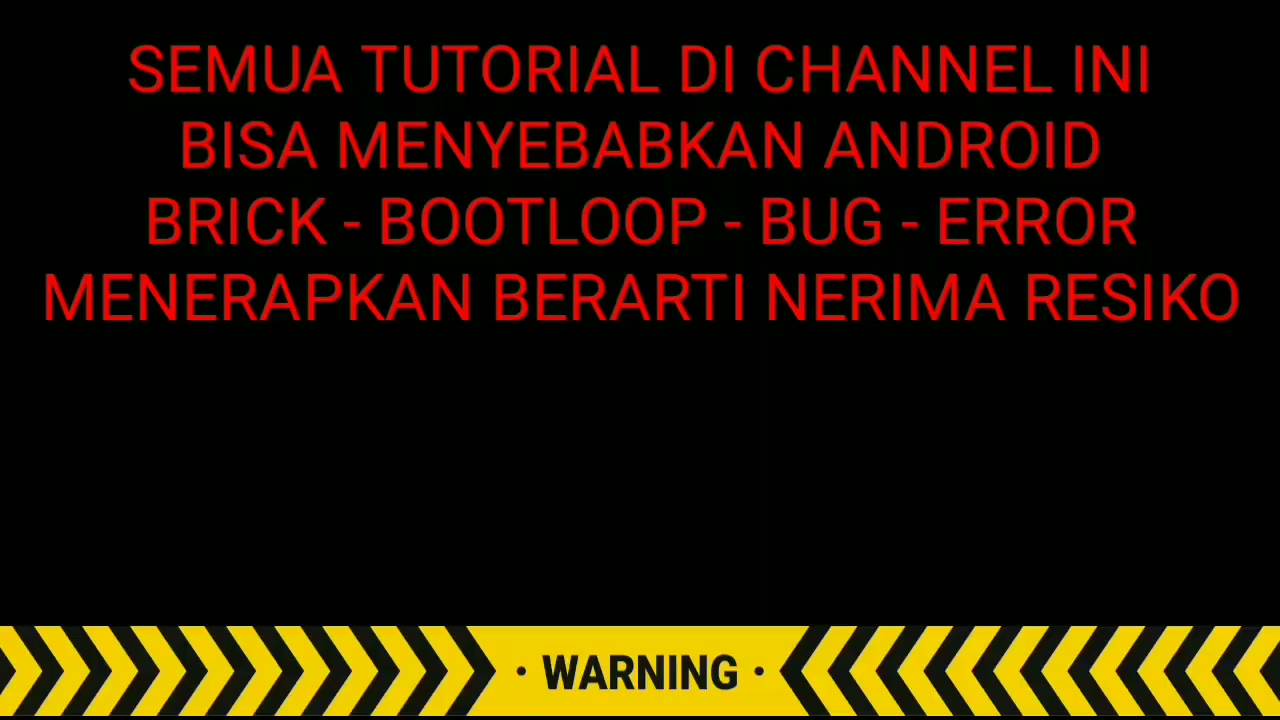 SEMUA TUTORIAL DI CHANNEL INI
BISA MENYEBABKAN ANDROID
BRICK - BOOTLOOP - BUG - ERROR
MENERAPKAN BERARTI NERIMA RESIKO
· WARNING ·